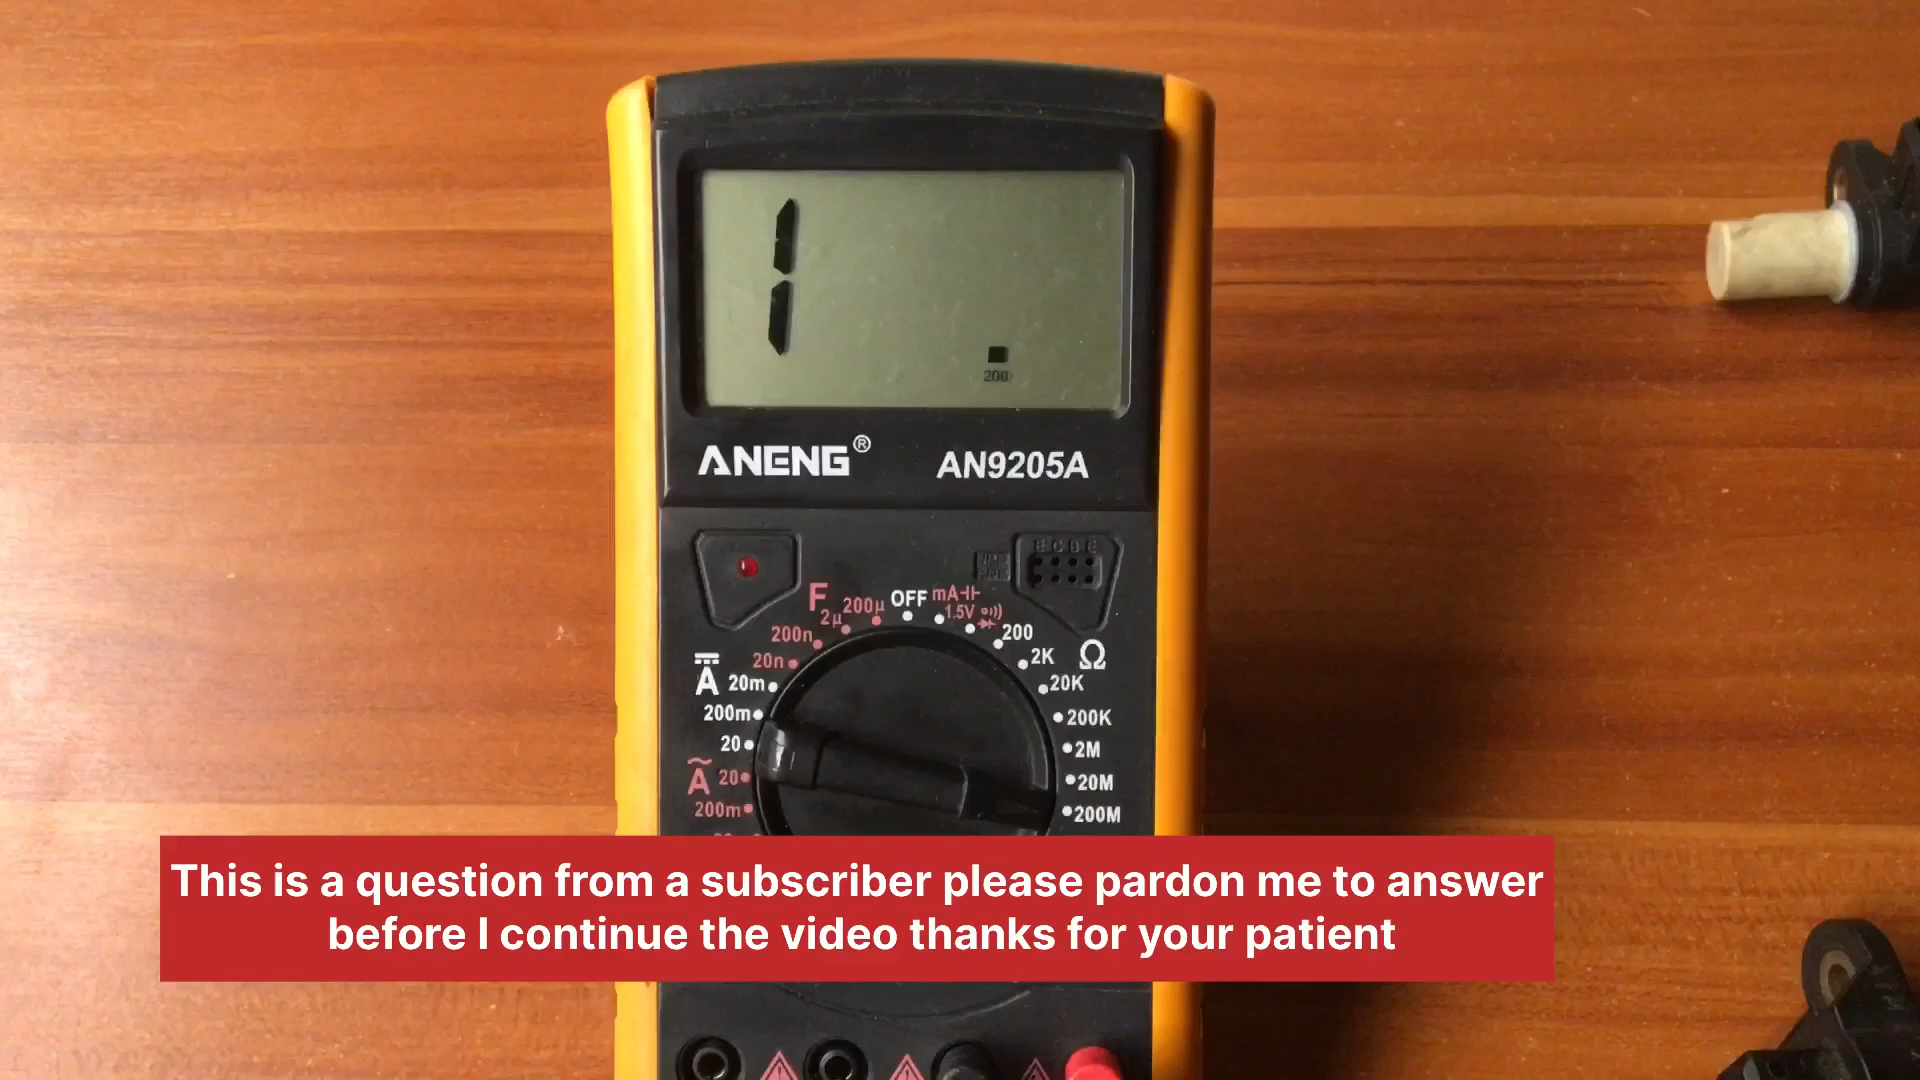 1
200
ANENG®
AN9205A
E C B E
F 2μ 200μ OFF mA 1.5V
200n 200 Ω
20n 2K
A 20m 20K
200m 200K
20 2M
A 20 20M
200m 200M
This is a question from a subscriber please pardon me to answer
before I continue the video thanks for your patient